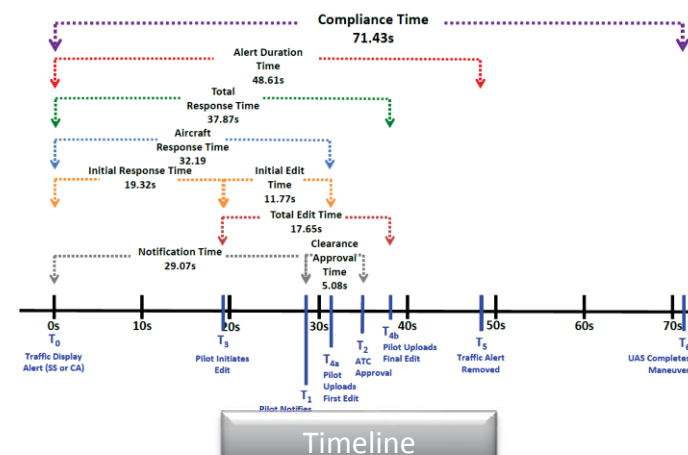 Compliance Time
71.43s
Alert Duration
Time
48.61s
Total
Response Time
37.87s
Aircraft
Response Time
32.19
Initial Response Time
19.32s
Initial Edit
Time
11.77s
Total Edit Time
17.65s
Notification Time
29.07s
Clearance
Approval
Time
5.08s
0s
10s
20s
30s
40s
50s
60s
70s
T0
Traffic Display
Alert (SS or CA)
T3
Pilot Initiates
Edit
T1
Pilot Notifies
T4a
Pilot
Uploads
First Edit
T2
ATC
Approval
T4b
Pilot Uploads
Final Edit
T5
Traffic Alert
Removed
T6
UAS Completes
Maneuver
Timeline